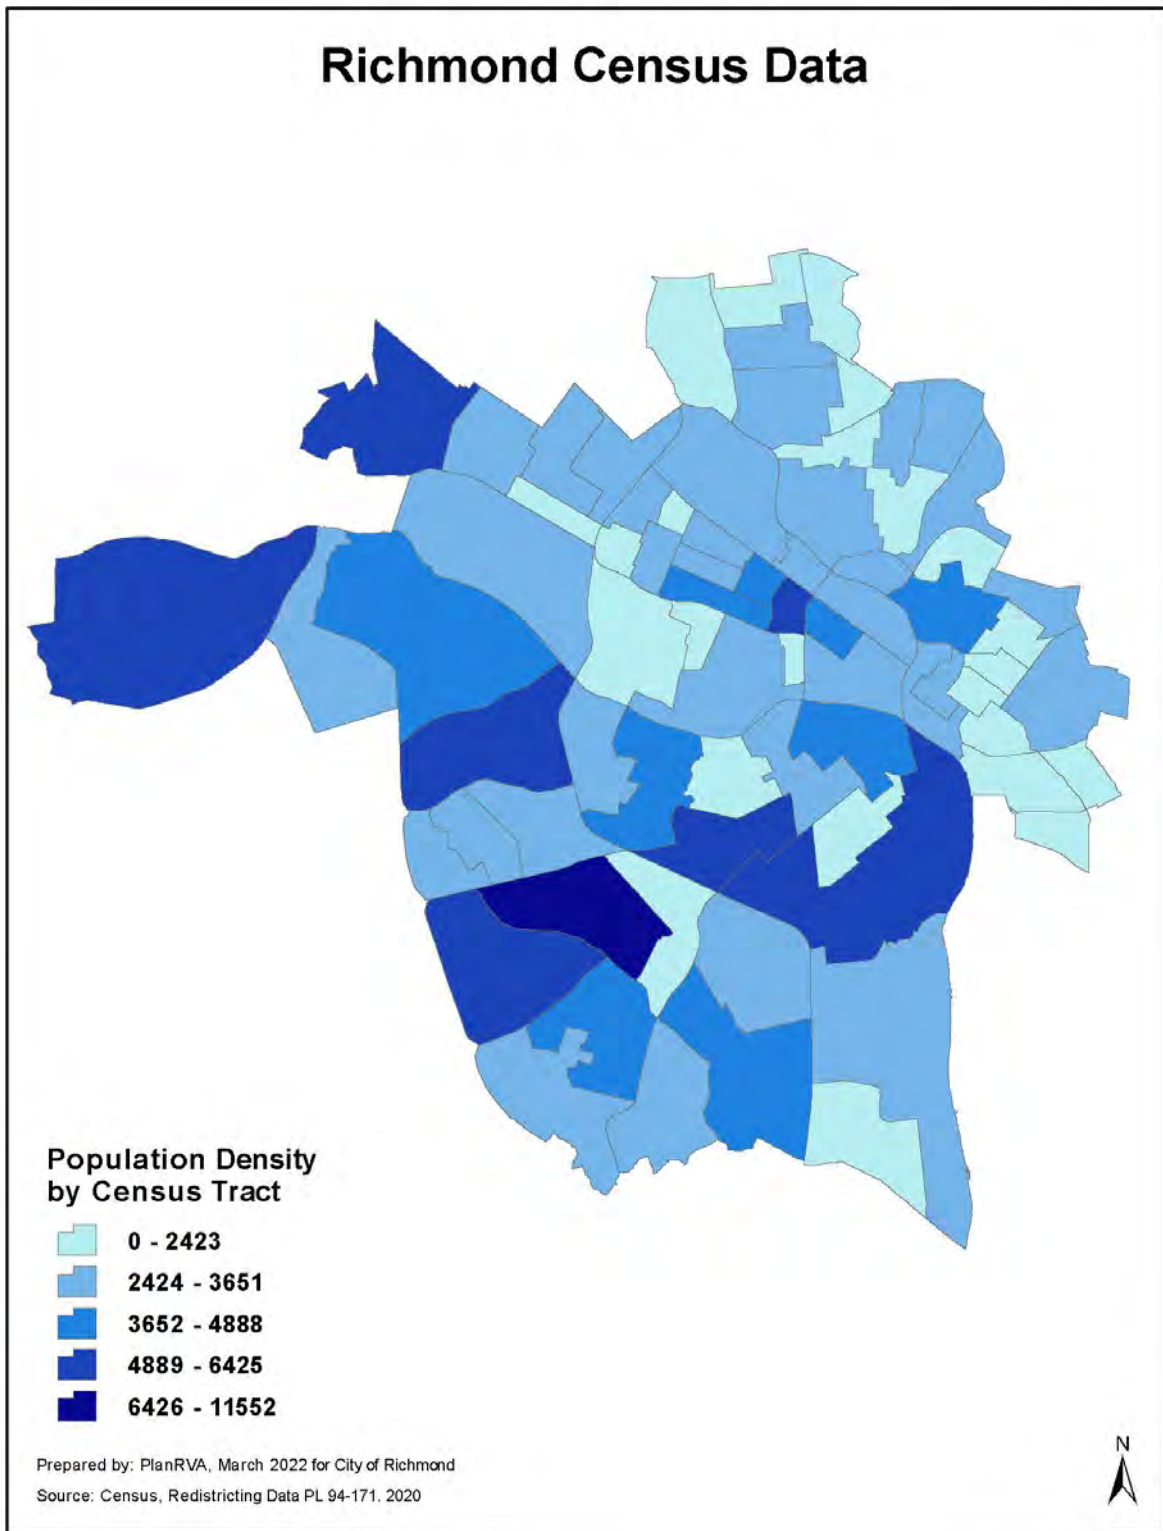 Richmond Census Data
Population Density
by Census Tract
0 - 2423
2424 - 3651
3652 - 4888
4889 - 6425
6426 - 11552
Prepared by: PlanRVA, March 2022 for City of Richmond
Source: Census, Redistricting Data PL 94-171. 2020
N